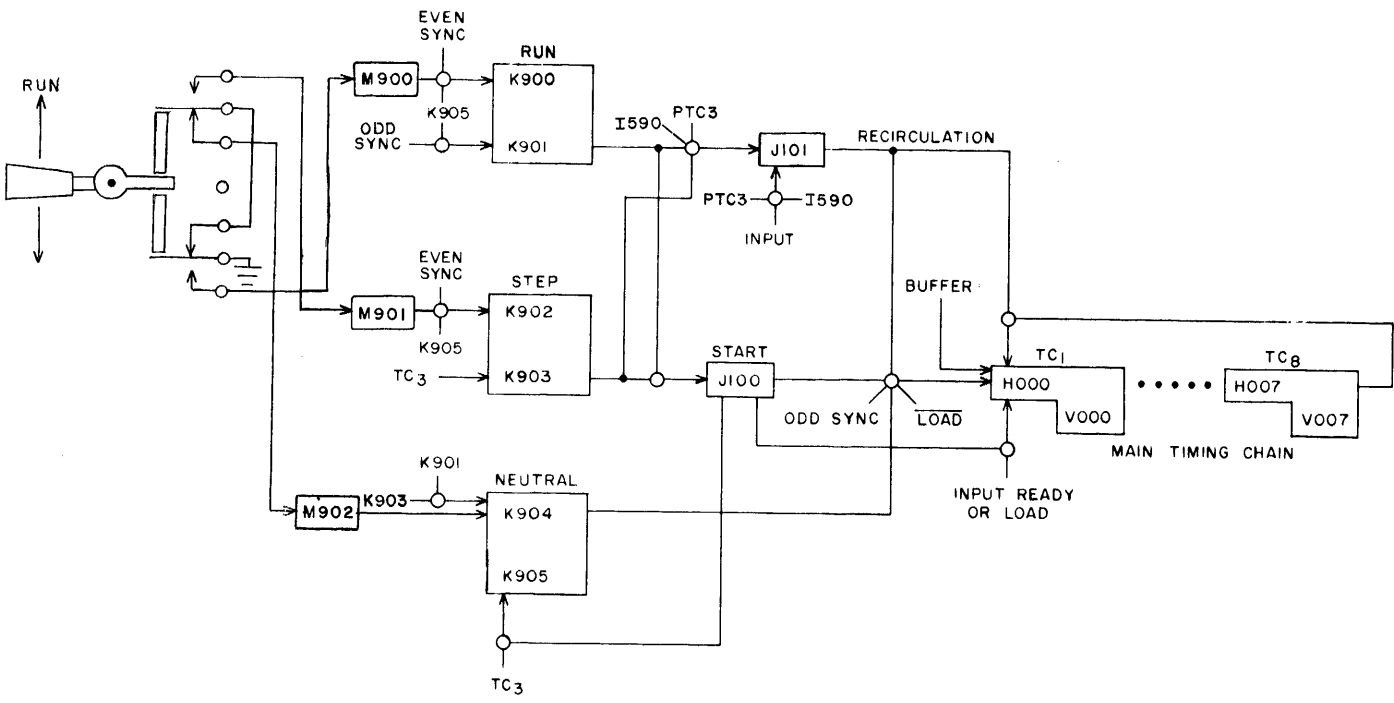 EVEN
SYNC
RUN
PTC3
RUN
M900
K900
K905
I590
ODD
SYNC
K901
J101
RECIRCULATION
PTC3
I590
INPUT
EVEN
SYNC
STEP
BUFFER
M901
K902
K905
START
TC1
TC8
TC3
K903
J100
H000
H007
ODD SYNC
LOAD
V000
V007
MAIN TIMING CHAIN
K901
NEUTRAL
K903
INPUT READY
OR LOAD
M902
K904
K905
TC3